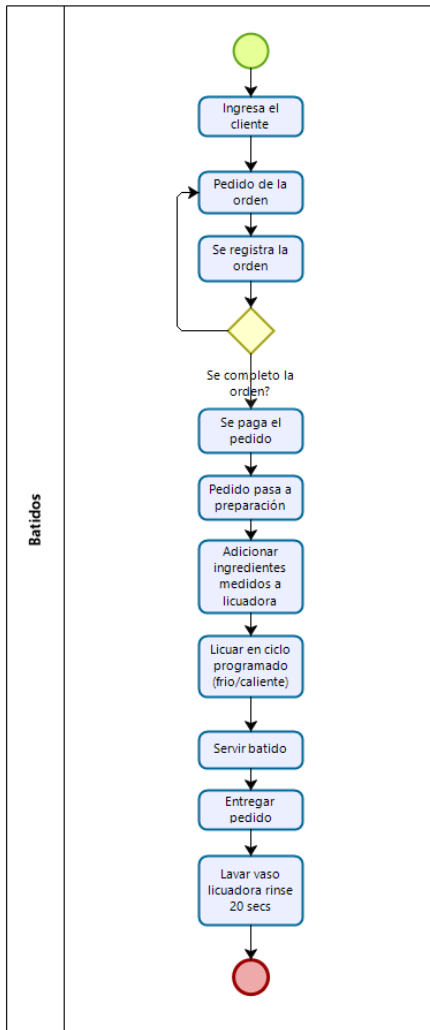 Batidos
Ingresa el
cliente
Pedido de la
orden
Se registra la
orden
Se completo la
orden?
Se paga el
pedido
Pedido pasa a
preparación
Adicionar
ingredientes
medidos a
licuadora
Licuar en ciclo
programado
(frio/caliente)
Servir batido
Entregar
pedido
Lavar vaso
licuadora rinse
20 secs